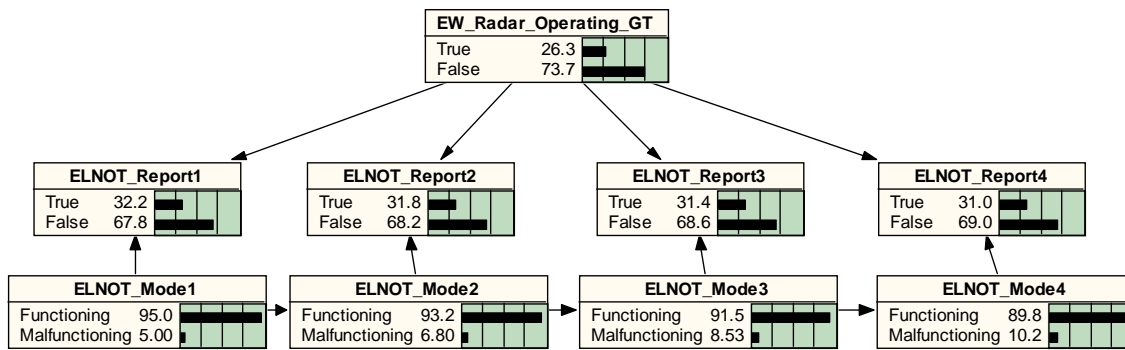 EW_Radar_Operating_GT
True 26.3
False 73.7
ELNOT_Report1
True 32.2
False 67.8
ELNOT_Report2
True 31.8
False 68.2
ELNOT_Report3
True 31.4
False 68.6
ELNOT_Report4
True 31.0
False 69.0
ELNOT_Mode1
Functioning 95.0
Malfunctioning 5.00
ELNOT_Mode2
Functioning 93.2
Malfunctioning 6.80
ELNOT_Mode3
Functioning 91.5
Malfunctioning 8.53
ELNOT_Mode4
Functioning 89.8
Malfunctioning 10.2